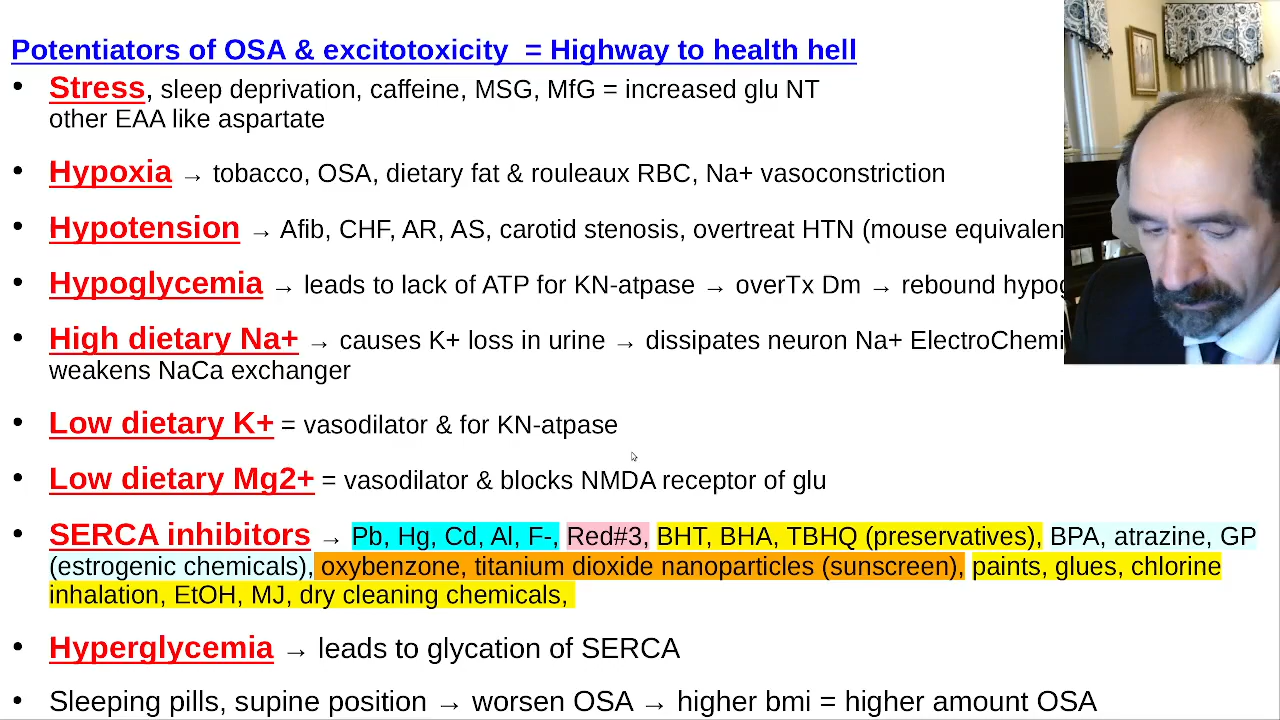 Potentiators of OSA & excitotoxicity = Highway to health hell
• Stress, sleep deprivation, caffeine, MSG, MfG = increased glu NT
other EAA like aspartate
• Hypoxia → tobacco, OSA, dietary fat & rouleaux RBC, Na+ vasoconstriction
• Hypotension → Afib, CHF, AR, AS, carotid stenosis, overtreat HTN (mouse
• Hypoglycemia → leads to lack of ATP for KN-atpase → overTx Dm → rebound
• High dietary Na+ → causes K+ loss in urine → dissipates neuron Na+
weakens NaCa exchanger
• Low dietary K+ = vasodilator & for KN-atpase
• Low dietary Mg2+ = vasodilator & blocks NMDA receptor of glu
• SERCA inhibitors → Pb, Hg, Cd, Al, F-, Red#3, BHT, BHA, TBHQ (preservatives), BPA, atrazine, GP
(estrogenic chemicals), oxybenzone, titanium dioxide nanoparticles (sunscreen), paints, glues, chlorine
inhalation, EtOH, MJ, dry cleaning chemicals,
• Hyperglycemia → leads to glycation of SERCA
• Sleeping pills, supine position → worsen OSA → higher bmi = higher amount OSA